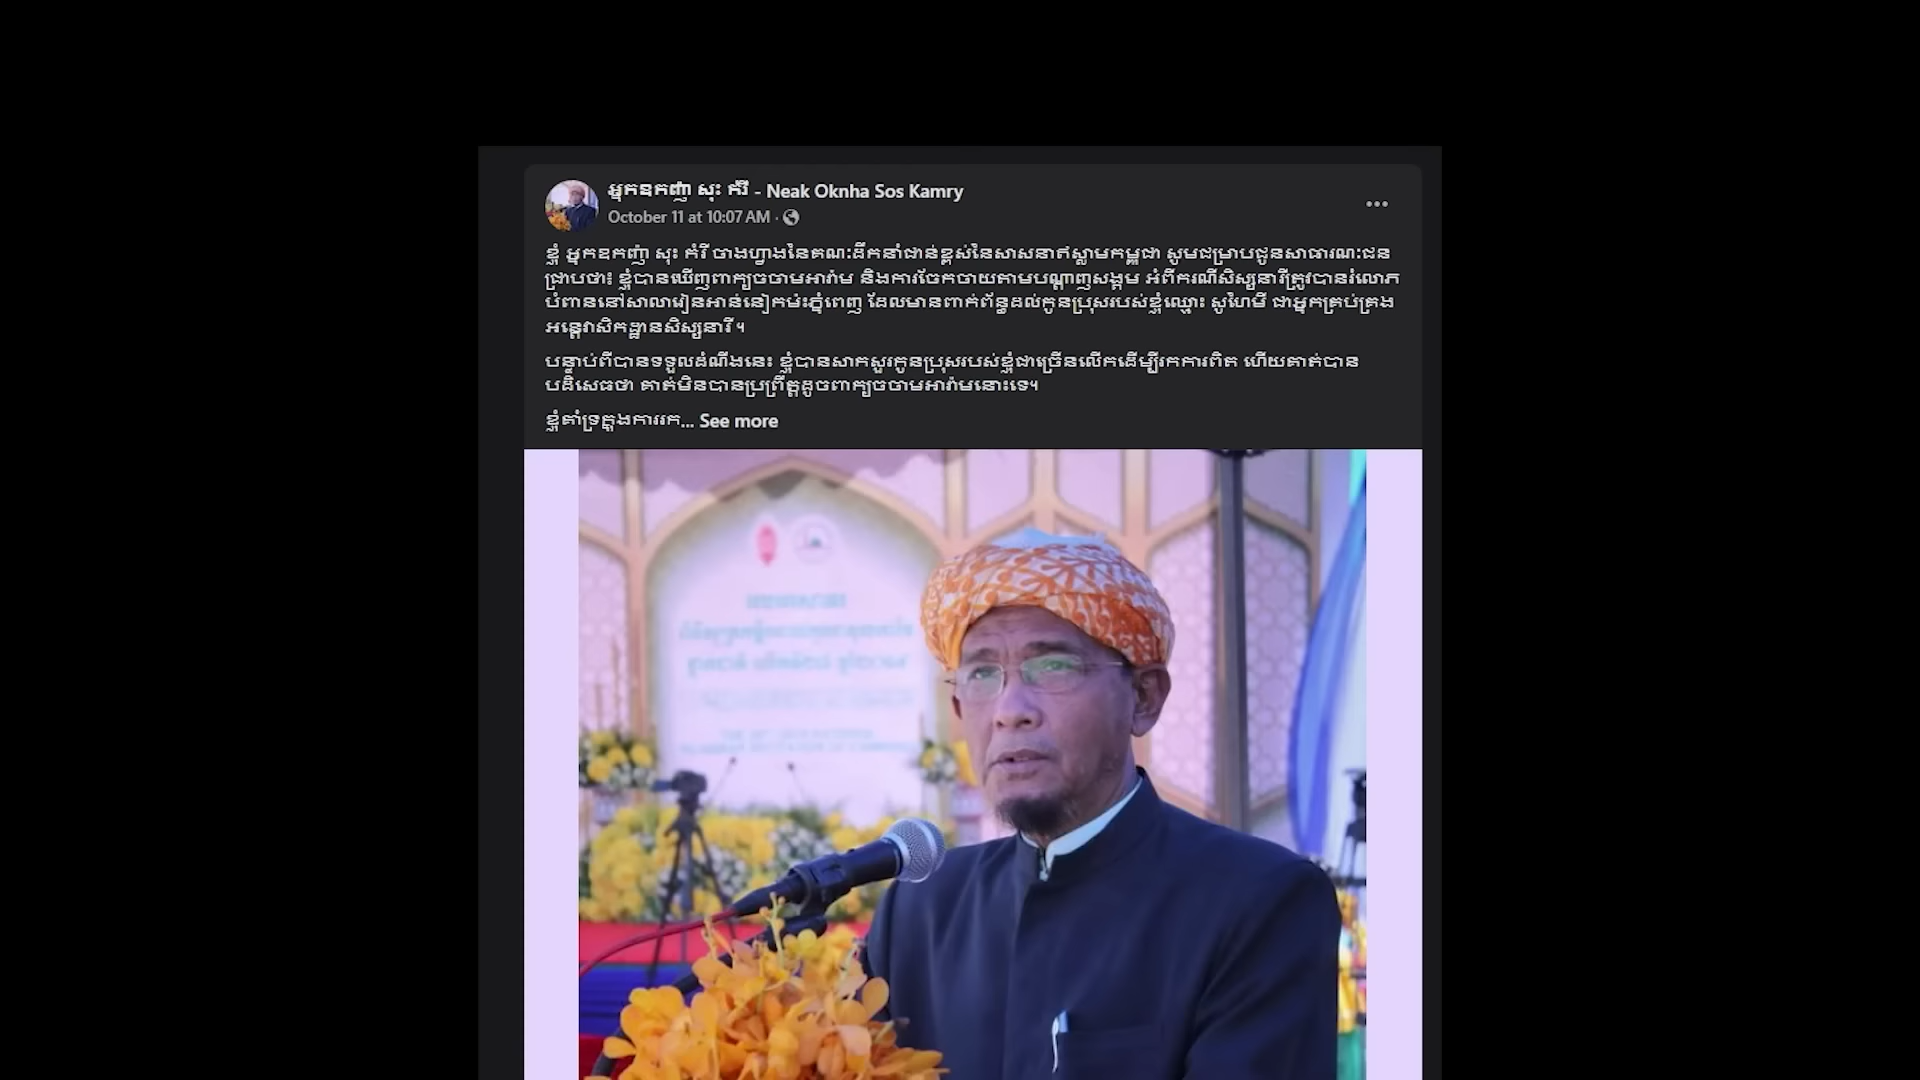 អ្នកឧកញ៉ា សុះ កំរី - Neak Oknha Sos Kamry
October 11 at 10:07 AM ·
ខ្ញុំ អ្នកឧកញ៉ា សុះ កំរី ចាងហ្វាងនៃគណៈដឹកនាំជាន់ខ្ពស់នៃសាសនាឥស្លាមកម្ពុជា សូមជម្រាបជូនសាធារណៈជន
ជ្រាបថា៖ ខ្ញុំបានឃើញពាក្យចចាមអារ៉ាម និងការចែកចាយតាមបណ្តាញសង្គម អំពីករណីសិស្សនារីត្រូវបានរំលោភ
បំពាននៅសាលារៀនអាន់នៀកម៉ះភ្នំពេញ ដែលមានពាក់ព័ន្ធដល់កូនប្រុសរបស់ខ្ញុំឈ្មោះ សូហៃមី ជាអ្នកគ្រប់គ្រង
អន្តេវាសិកដ្ឋានសិស្សនារី ។
បន្ទាប់ពីបានទទួលដំណឹងនេះ ខ្ញុំបានសាកសួរកូនប្រុសរបស់ខ្ញុំជាច្រើនលើកដើម្បីរកការពិត ហើយគាត់បាន
បដិសេធថា គាត់មិនបានប្រព្រឹត្តដូចពាក្យចចាមអារ៉ាមនោះទេ។
ខ្ញុំគាំទ្រក្នុងការរក... See more